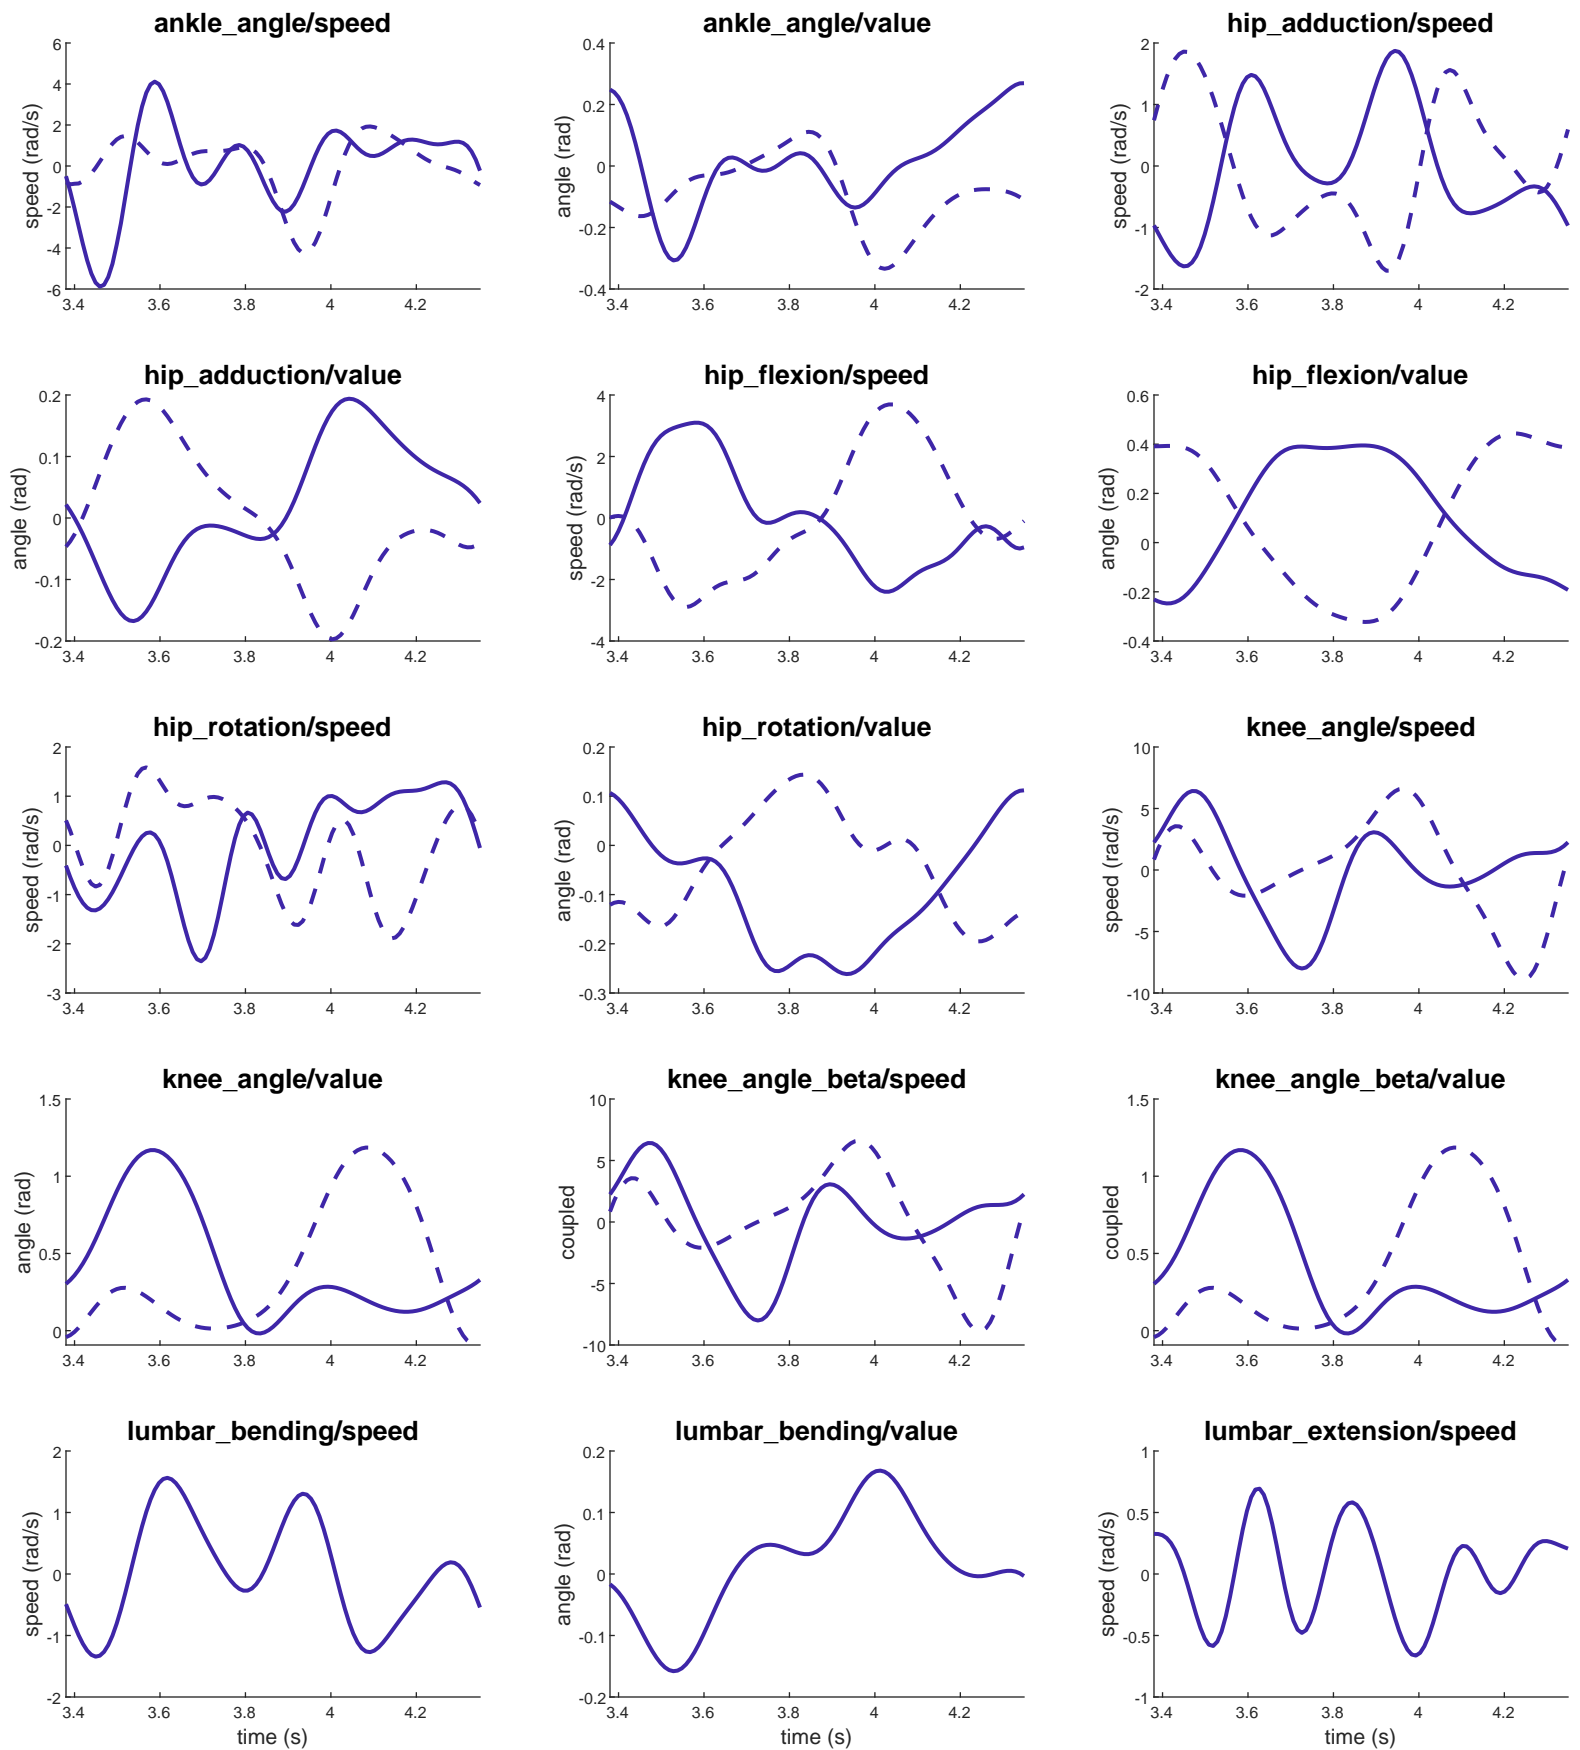 ankle_angle/speed
speed (rad/s)
6
4
2
0
-2
-4
-6
3.4 3.6 3.8 4 4.2
ankle_angle/value
angle (rad)
0.4
0.2
0
-0.2
-0.4
3.4 3.6 3.8 4 4.2
hip_adduction/speed
speed (rad/s)
2
1
0
-1
-2
3.4 3.6 3.8 4 4.2
hip_adduction/value
angle (rad)
0.2
0.1
0
-0.1
-0.2
3.4 3.6 3.8 4 4.2
hip_flexion/speed
speed (rad/s)
4
2
0
-2
-4
3.4 3.6 3.8 4 4.2
hip_flexion/value
angle (rad)
0.6
0.4
0.2
0
-0.2
-0.4
3.4 3.6 3.8 4 4.2
hip_rotation/speed
speed (rad/s)
2
1
0
-1
-2
-3
3.4 3.6 3.8 4 4.2
hip_rotation/value
angle (rad)
0.2
0.1
0
-0.1
-0.2
-0.3
3.4 3.6 3.8 4 4.2
knee_angle/speed
speed (rad/s)
10
5
0
-5
-10
3.4 3.6 3.8 4 4.2
knee_angle/value
angle (rad)
1.5
1
0.5
0
3.4 3.6 3.8 4 4.2
knee_angle_beta/speed
coupled
10
5
0
-5
-10
3.4 3.6 3.8 4 4.2
knee_angle_beta/value
coupled
1.5
1
0.5
0
3.4 3.6 3.8 4 4.2
lumbar_bending/speed
speed (rad/s)
2
1
0
-1
-2
3.4 3.6 3.8 4 4.2
time (s)
lumbar_bending/value
angle (rad)
0.2
0.1
0
-0.1
-0.2
3.4 3.6 3.8 4 4.2
time (s)
lumbar_extension/speed
speed (rad/s)
1
0.5
0
-0.5
-1
3.4 3.6 3.8 4 4.2
time (s)